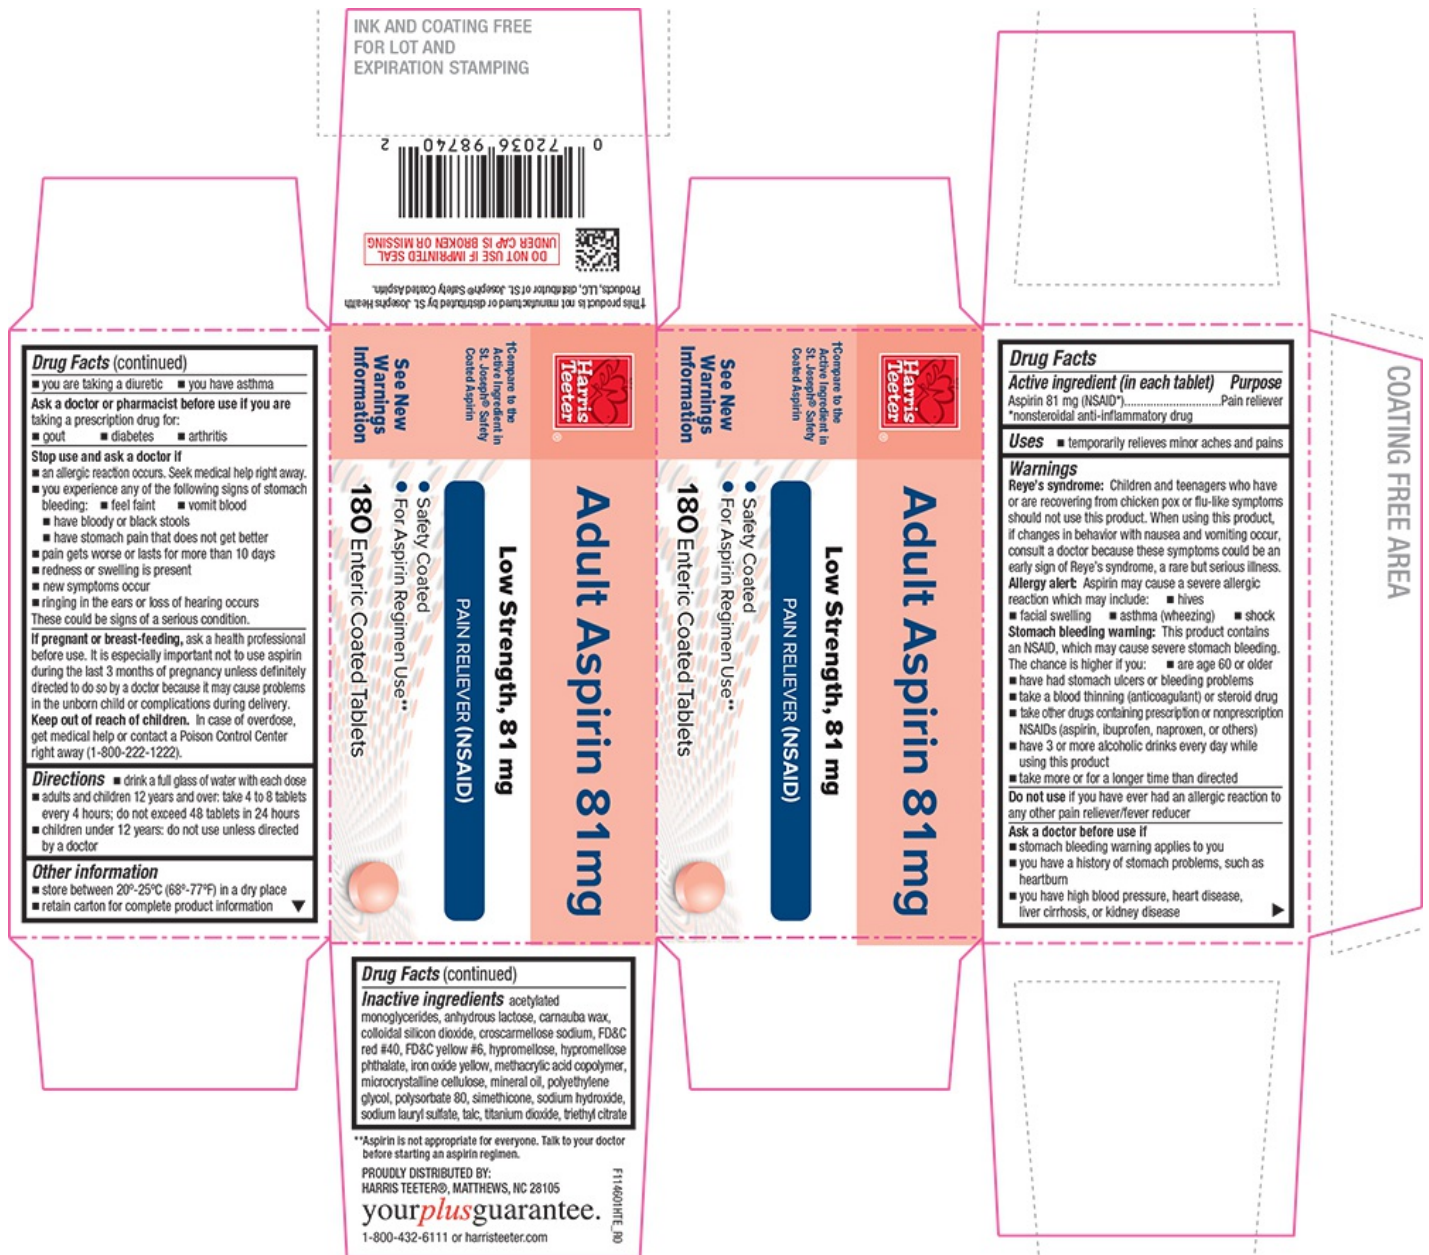 INK AND COATING FREE
FOR LOT AND
EXPIRATION STAMPING
0 72036 98740 2
DO NOT USE IF IMPRINTED SEAL
UNDER CAP IS BROKEN OR MISSING
†This product is not manufactured or distributed by St. Josephs Health
Products, LLC, distributor of St. Joseph® Safety Coated Aspirin.
Drug Facts (continued)
■ you are taking a diuretic ■ you have asthma
Ask a doctor or pharmacist before use if you are
taking a prescription drug for:
■ gout ■ diabetes ■ arthritis
Stop use and ask a doctor if
■ an allergic reaction occurs. Seek medical help right away.
■ you experience any of the following signs of stomach
bleeding: ■ feel faint ■ vomit blood
■ have bloody or black stools
■ have stomach pain that does not get better
■ pain gets worse or lasts for more than 10 days
■ redness or swelling is present
■ new symptoms occur
■ ringing in the ears or loss of hearing occurs
These could be signs of a serious condition.
If pregnant or breast-feeding, ask a health professional
before use. It is especially important not to use aspirin
during the last 3 months of pregnancy unless definitely
directed to do so by a doctor because it may cause problems
in the unborn child or complications during delivery.
Keep out of reach of children. In case of overdose,
get medical help or contact a Poison Control Center
right away (1-800-222-1222).
Directions ■ drink a full glass of water with each dose
■ adults and children 12 years and over: take 4 to 8 tablets
every 4 hours; do not exceed 48 tablets in 24 hours
■ children under 12 years: do not use unless directed
by a doctor
Other information
■ store between 20º-25ºC (68º-77ºF) in a dry place
■ retain carton for complete product information ▼
Harris
Teeter
®
†Compare to the
Active Ingredient in
St. Joseph® Safety
Coated Aspirin
See New
Warnings
Information
Adult Aspirin 81 mg
Low Strength, 81 mg
PAIN RELIEVER (NSAID)
● Safety Coated
● For Aspirin Regimen Use**
180 Enteric Coated Tablets
Harris
Teeter
®
†Compare to the
Active Ingredient in
St. Joseph® Safety
Coated Aspirin
See New
Warnings
Information
Adult Aspirin 81 mg
Low Strength, 81 mg
PAIN RELIEVER (NSAID)
● Safety Coated
● For Aspirin Regimen Use**
180 Enteric Coated Tablets
Drug Facts
Active ingredient (in each tablet) Purpose
Aspirin 81 mg (NSAID*).............................Pain reliever
*nonsteroidal anti-inflammatory drug
Uses ■ temporarily relieves minor aches and pains
Warnings
Reye's syndrome: Children and teenagers who have
or are recovering from chicken pox or flu-like symptoms
should not use this product. When using this product,
if changes in behavior with nausea and vomiting occur,
consult a doctor because these symptoms could be an
early sign of Reye's syndrome, a rare but serious illness.
Allergy alert: Aspirin may cause a severe allergic
reaction which may include: ■ hives
■ facial swelling ■ asthma (wheezing) ■ shock
Stomach bleeding warning: This product contains
an NSAID, which may cause severe stomach bleeding.
The chance is higher if you: ■ are age 60 or older
■ have had stomach ulcers or bleeding problems
■ take a blood thinning (anticoagulant) or steroid drug
■ take other drugs containing prescription or nonprescription
NSAIDs (aspirin, ibuprofen, naproxen, or others)
■ have 3 or more alcoholic drinks every day while
using this product
■ take more or for a longer time than directed
Do not use if you have ever had an allergic reaction to
any other pain reliever/fever reducer
Ask a doctor before use if
■ stomach bleeding warning applies to you
■ you have a history of stomach problems, such as
heartburn
■ you have high blood pressure, heart disease,
liver cirrhosis, or kidney disease ▶
COATING FREE AREA
Drug Facts (continued)
Inactive ingredients acetylated
monoglycerides, anhydrous lactose, carnauba wax,
colloidal silicon dioxide, croscarmellose sodium, FD&C
red #40, FD&C yellow #6, hypromellose, hypromellose
phthalate, iron oxide yellow, methacrylic acid copolymer,
microcrystalline cellulose, mineral oil, polyethylene
glycol, polysorbate 80, simethicone, sodium hydroxide,
sodium lauryl sulfate, talc, titanium dioxide, triethyl citrate
**Aspirin is not appropriate for everyone. Talk to your doctor
before starting an aspirin regimen.
PROUDLY DISTRIBUTED BY:
HARRIS TEETER®, MATTHEWS, NC 28105
yourplusguarantee.
1-800-432-6111 or harristeeter.com
F114601HTE_R0